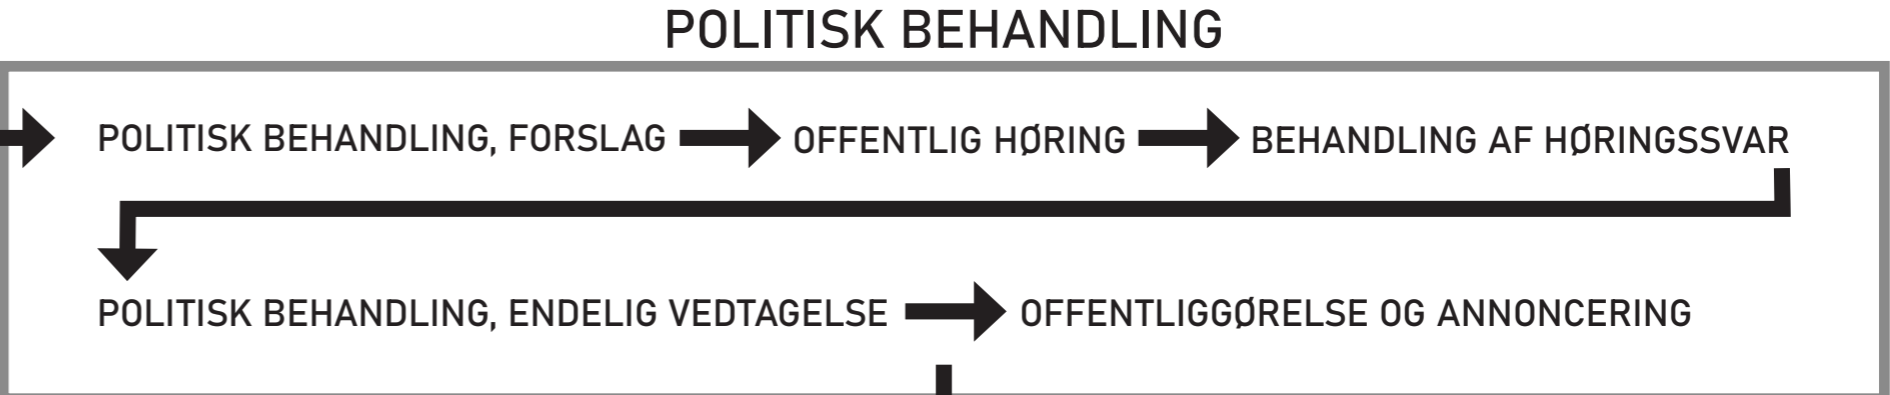 POLITISK BEHANDLING
POLITISK BEHANDLING, FORSLAG OFFENTLIG HØRING BEHANDLING AF HØRINGSSVAR
POLITISK BEHANDLING, ENDELIG VEDTAGELSE OFFENTLIGGØRELSE OG ANNONCERING